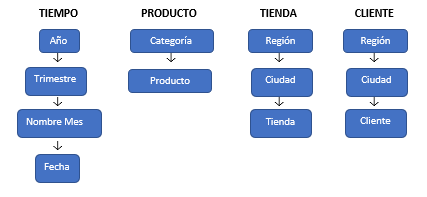 TIEMPO
Año
Trimestre
Nombre Mes
Fecha
PRODUCTO
Categoría
Producto
TIENDA
Región
Ciudad
Tienda
CLIENTE
Región
Ciudad
Cliente